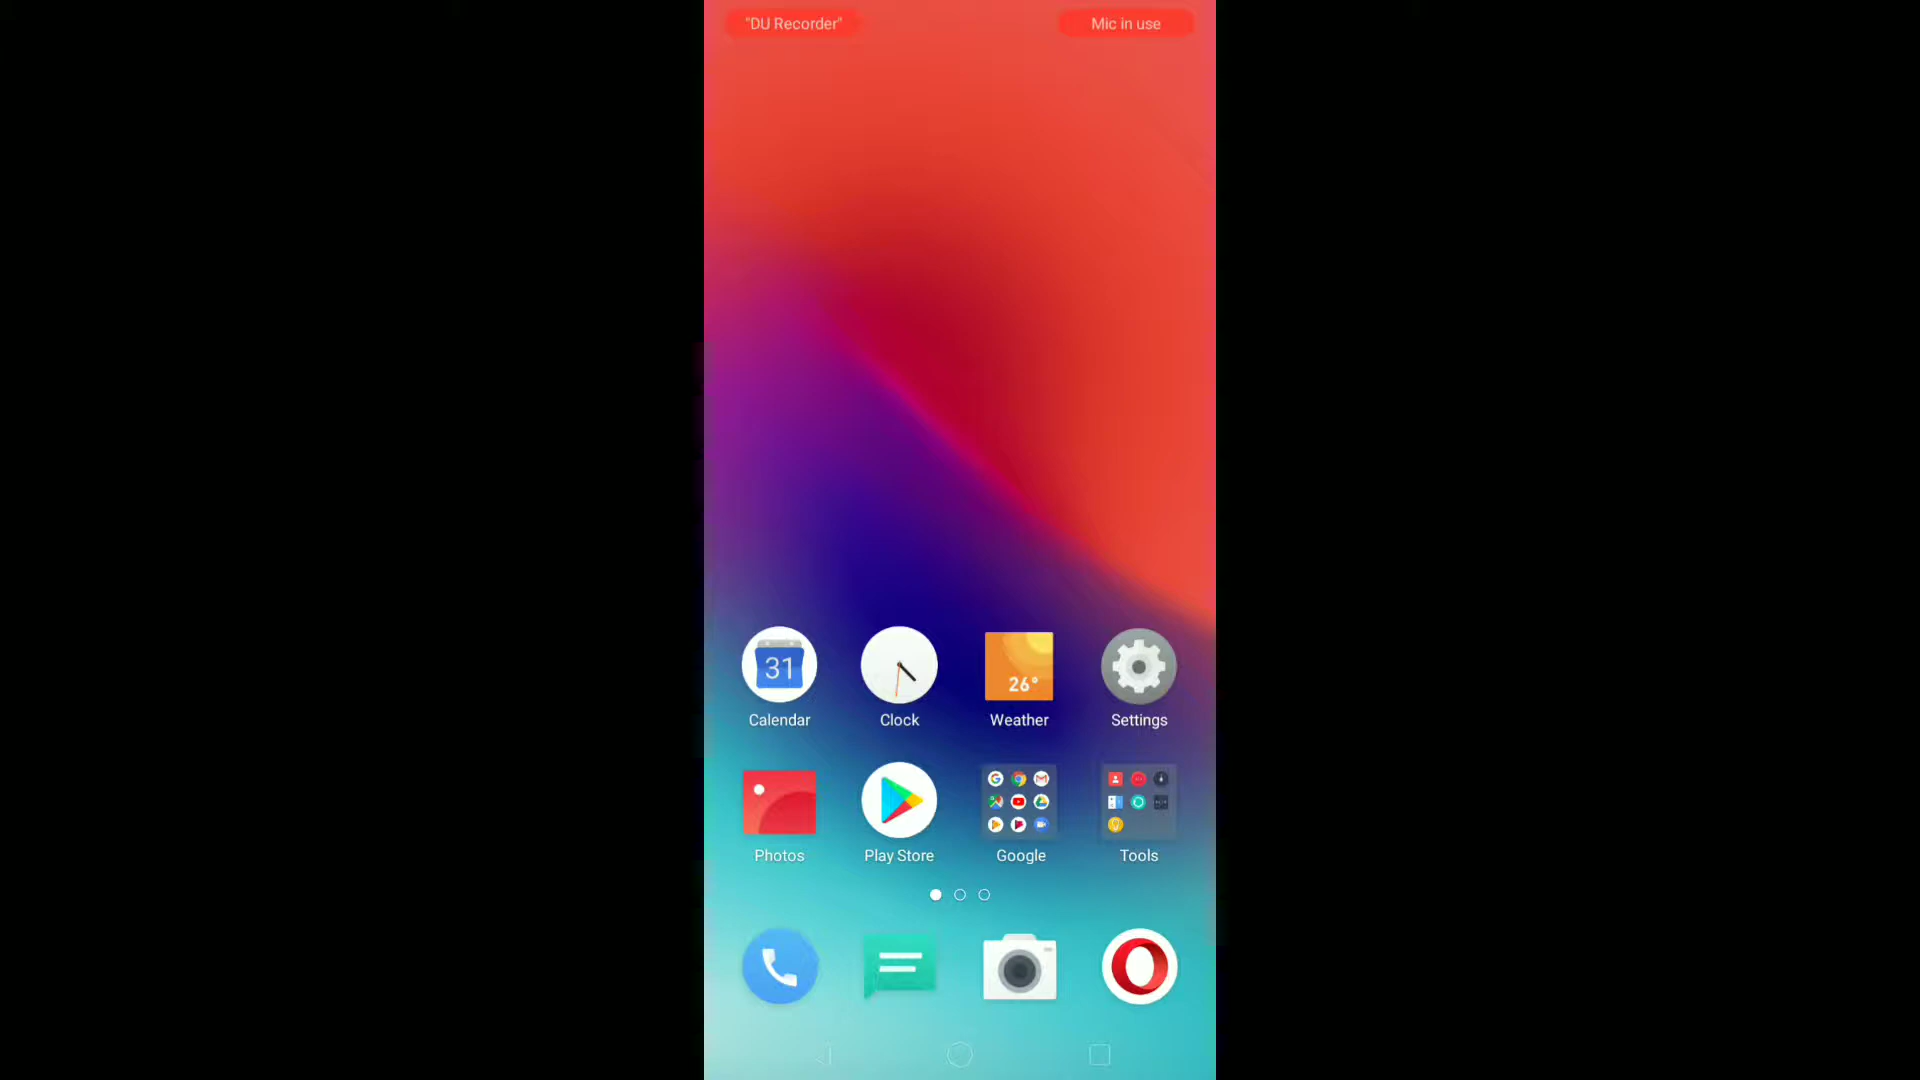 "DU Recorder" Mic in use
31
26°
Calendar Clock Weather Settings
Photos Play Store Google Tools